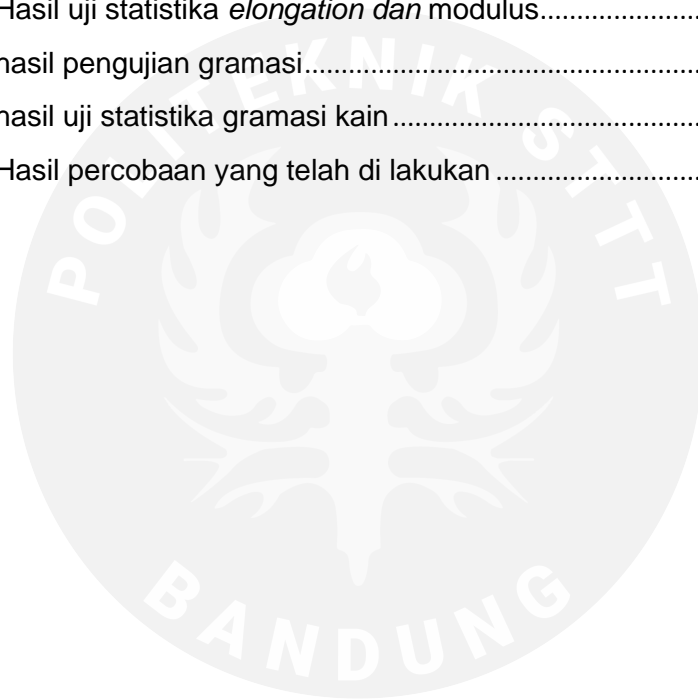 Hasil uji statistika elongation dan modulus....................
hasil pengujian gramasi..................................................
hasil uji statistika gramasi kain.......................................
Hasil percobaan yang telah di lakukan..........................
POLITEKNIK STTT
BANDUNG